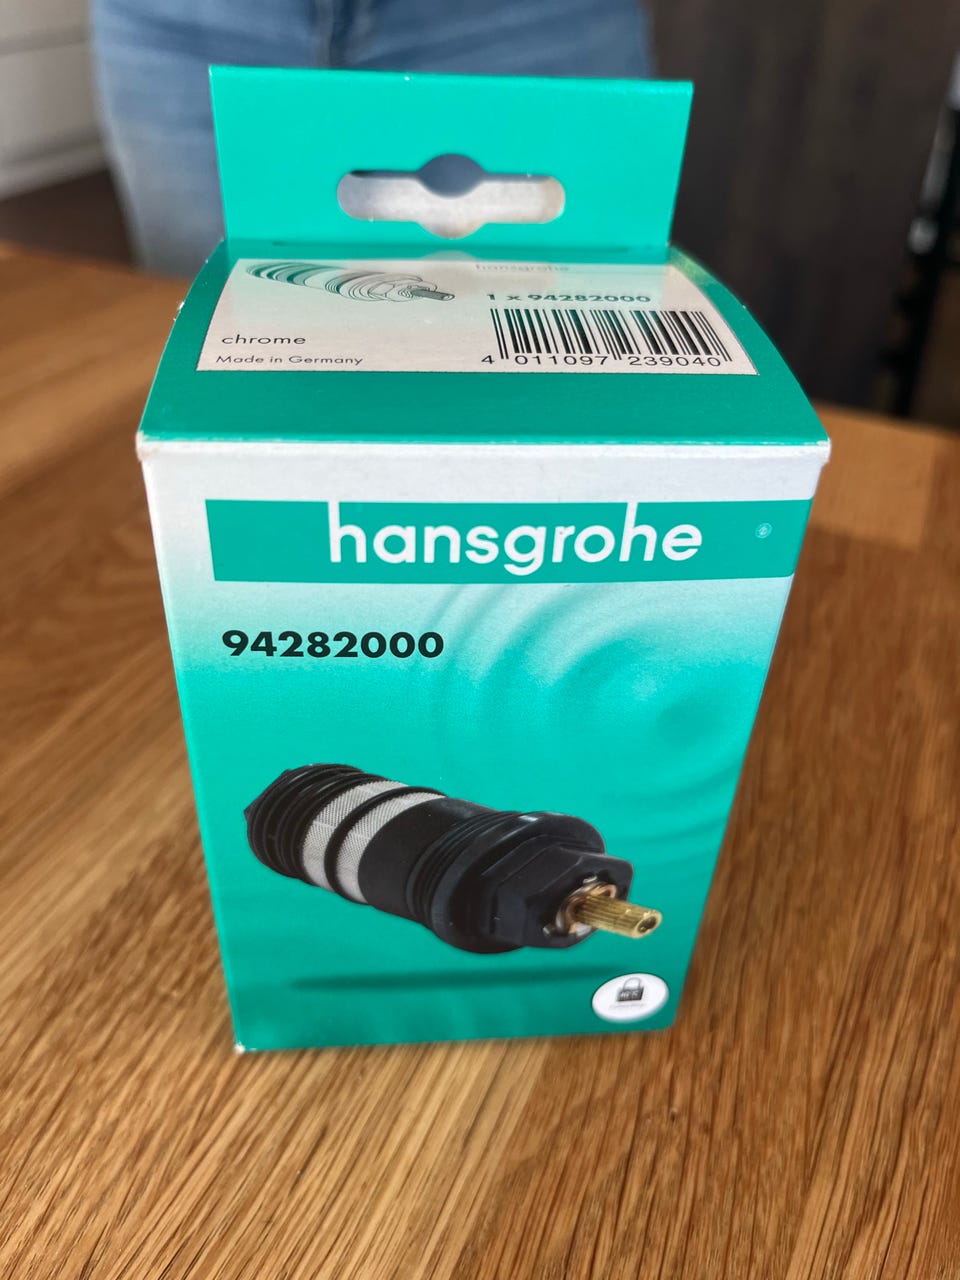 hansgrohe
1 x 94282000
chrome
Made in Germany
4 011097 239040
hansgrohe
94282000